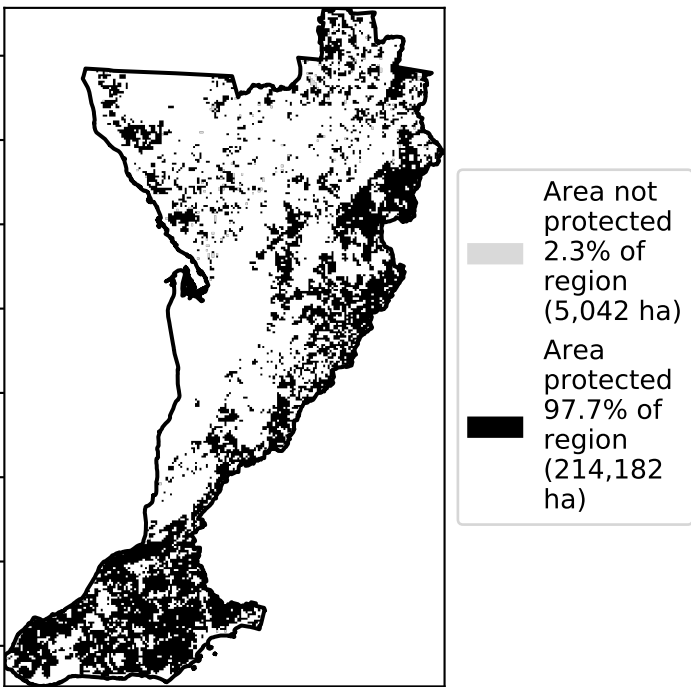 Area not
protected
2.3% of
region
(5,042 ha)
Area
protected
97.7% of
region
(214,182
ha)